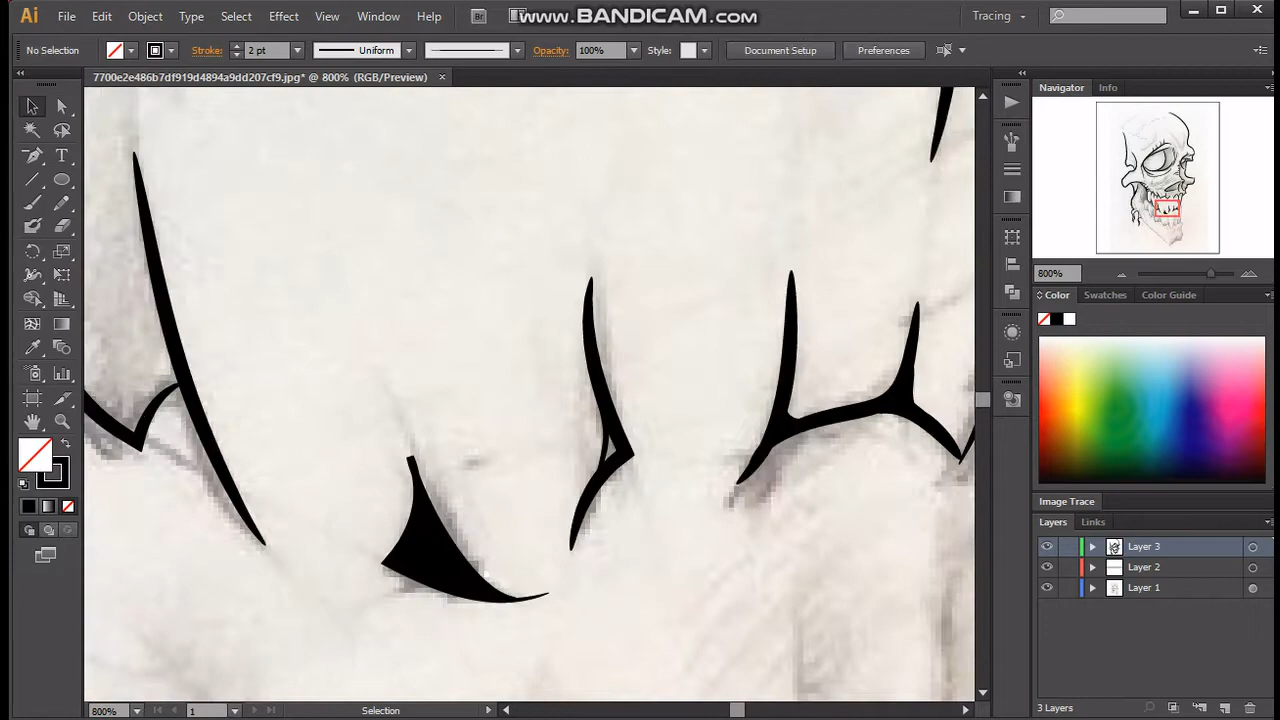 Ai File Edit Object Type Select Effect View Window Help Br www.BANDICAM.com Tracing
No Selection Stroke: 2 pt Uniform Opacity: 100% Style: Document Setup Preferences
7700e2e486b7df919d4894a9dd207cf9.jpg* @ 800% (RGB/Preview)
Navigator Info
800%
Color Swatches Color Guide
Image Trace
Layers Links
Layer 3
Layer 2
Layer 1
3 Layers
800% 1 Selection